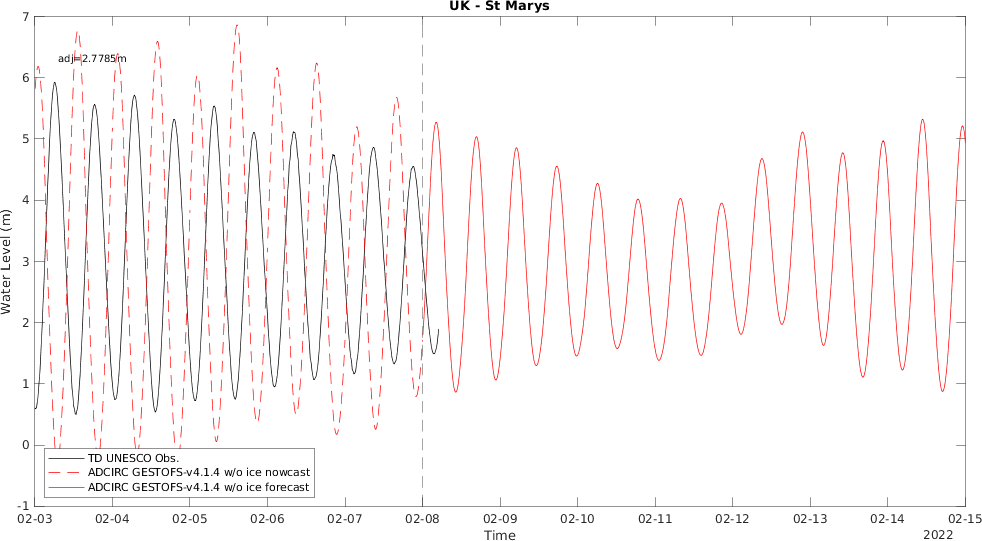 UK - St Marys
7
adj=2.7785m
6
5
4
3
2
1
0
-1
Water Level (m)
TD UNESCO Obs.
ADCIRC GESTOFS-v4.1.4 w/o ice nowcast
ADCIRC GESTOFS-v4.1.4 w/o ice forecast
02-03 02-04 02-05 02-06 02-07 02-08 02-09 02-10 02-11 02-12 02-13 02-14 02-15
Time
2022